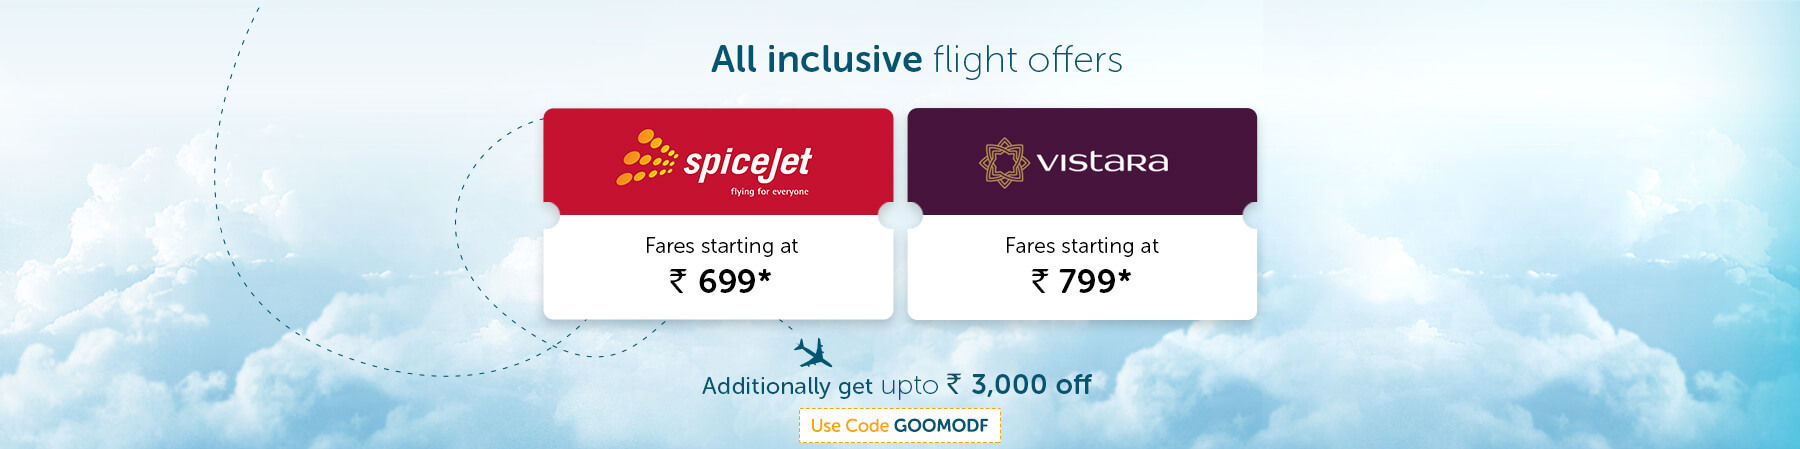 All inclusive flight offers
spiceJet
flying for everyone
VISTARA
Fares starting at
₹ 699*
Fares starting at
₹ 799*
Additionally get upto ₹ 3,000 off
Use Code GOOMODF